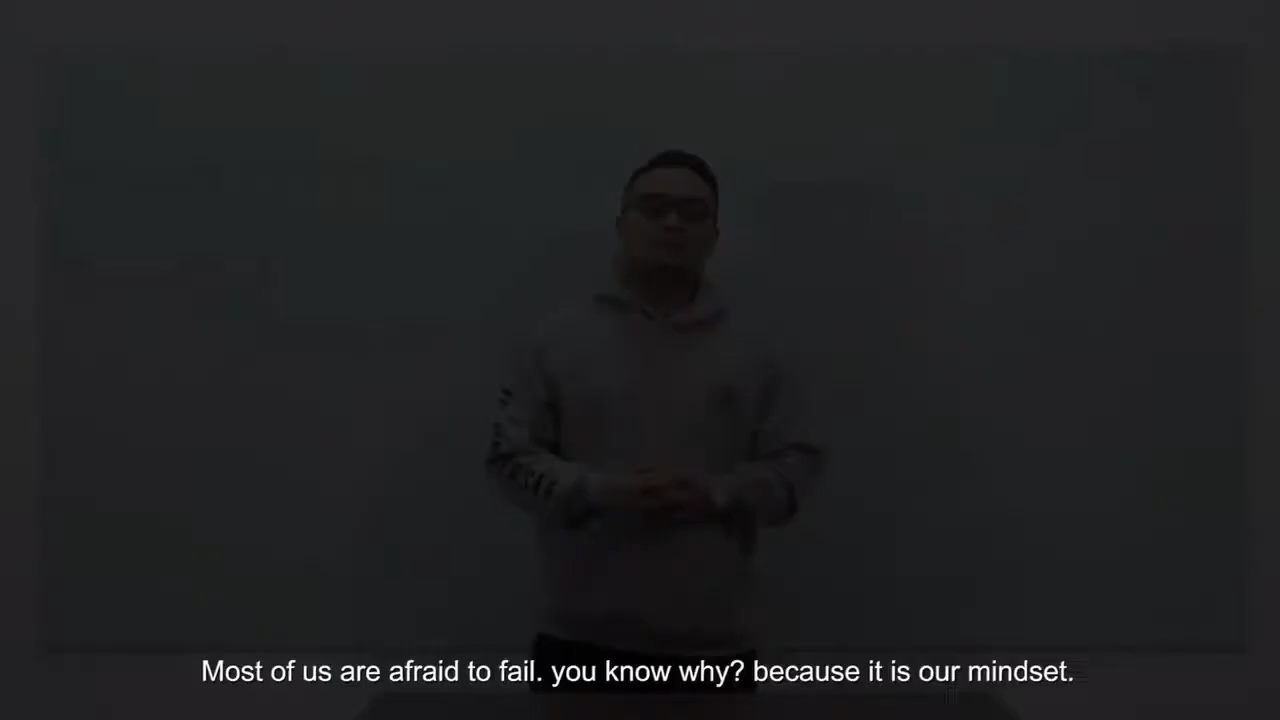 Most of us are afraid to fail. you know why? because it is our mindset.